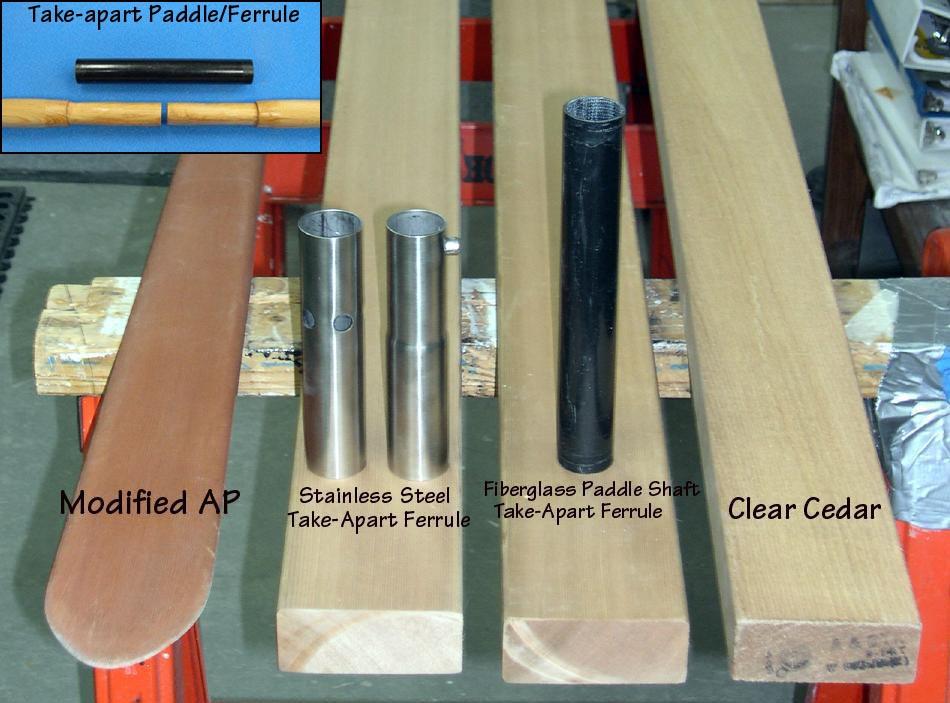 Take-apart Paddle/Ferrule
Modified AP
Stainless Steel
Take-Apart Ferrule
Fiberglass Paddle Shaft
Take-Apart Ferrule
Clear Cedar